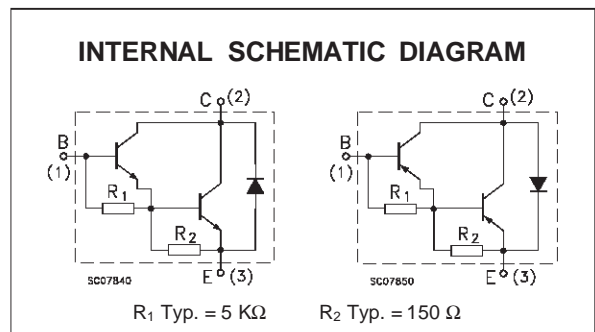 INTERNAL SCHEMATIC DIAGRAM
C (2)
B
(1)
R1
R2
E (3)
SC07840
C (2)
B
(1)
R1
R2
E (3)
SC07850
R1 Typ. = 5 KΩ R2 Typ. = 150 Ω